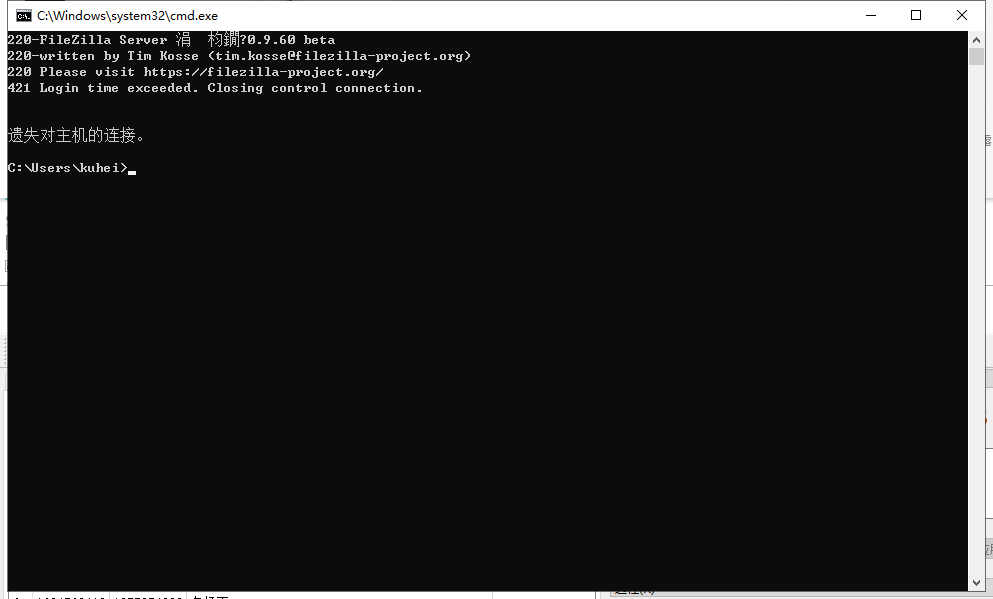 C:\Windows\system32\cmd.exe
220-FileZilla Server 涓 枃鐗?0.9.60 beta
220-written by Tim Kosse (tim.kosse@filezilla-project.org)
220 Please visit https://filezilla-project.org/
421 Login time exceeded. Closing control connection.
遗失对主机的连接。
C:\Users\kuhei>